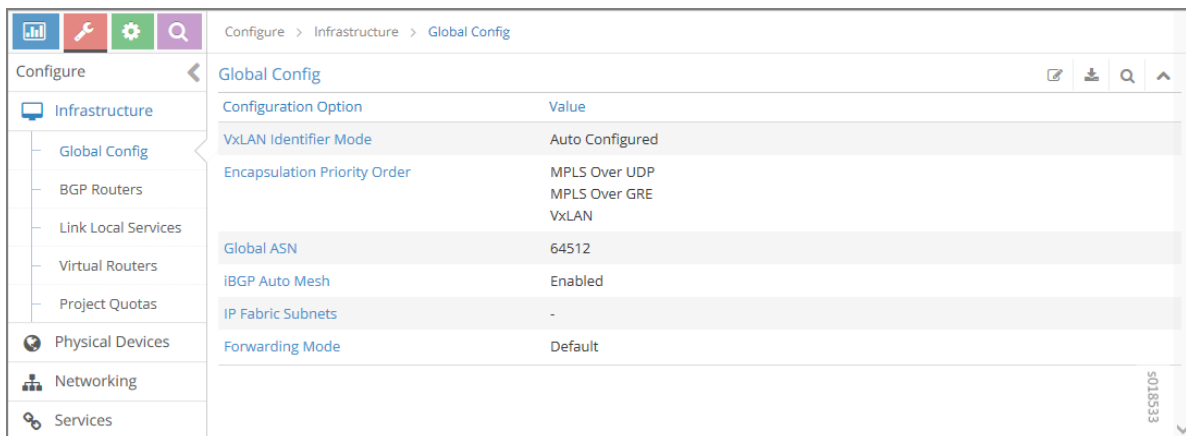 Configure > Infrastructure > Global Config
Configure
Infrastructure
Global Config
BGP Routers
Link Local Services
Virtual Routers
Project Quotas
Physical Devices
Networking
Services
Global Config
Configuration Option Value
VxLAN Identifier Mode Auto Configured
Encapsulation Priority Order MPLS Over UDP
MPLS Over GRE
VxLAN
Global ASN 64512
iBGP Auto Mesh Enabled
IP Fabric Subnets -
Forwarding Mode Default
s018533